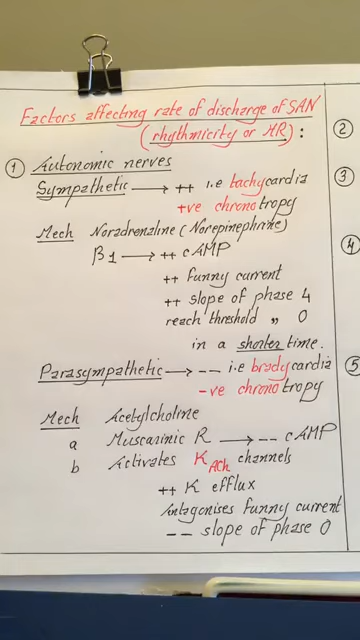 Factors affecting rate of discharge of SAN
(rhythmicity or HR):
① Autonomic nerves
Sympathetic → ++ i.e tachycardia
+ve chronotropy
Mech Noradrenaline (Norepinephrine)
β1 → ++ cAMP
++ funny current
++ slope of phase 4
reach threshold " 0
in a shorter time.
Parasympathetic → -- i.e bradycardia
-ve chronotropy
Mech Acetylcholine
a Muscarinic R → -- cAMP
b Activates K ACh channels
++ K efflux
Antagonises funny current
-- slope of phase 0
②
③
④
⑤